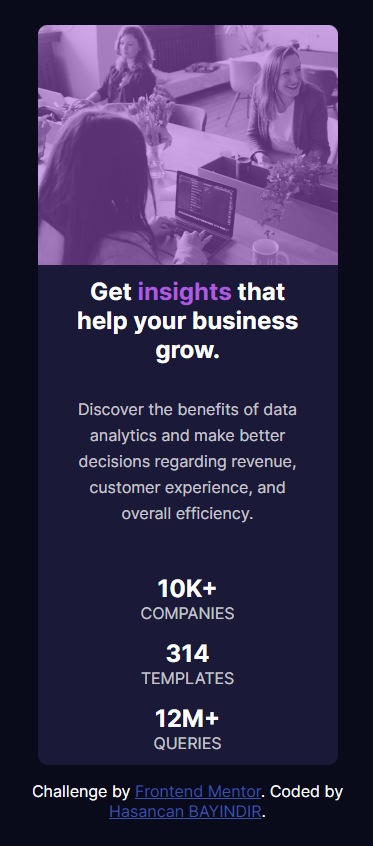 Get insights that
help your business
grow.
Discover the benefits of data
analytics and make better
decisions regarding revenue,
customer experience, and
overall efficiency.
10K+
COMPANIES
314
TEMPLATES
12M+
QUERIES
Challenge by Frontend Mentor. Coded by
Hasancan BAYINDIR.